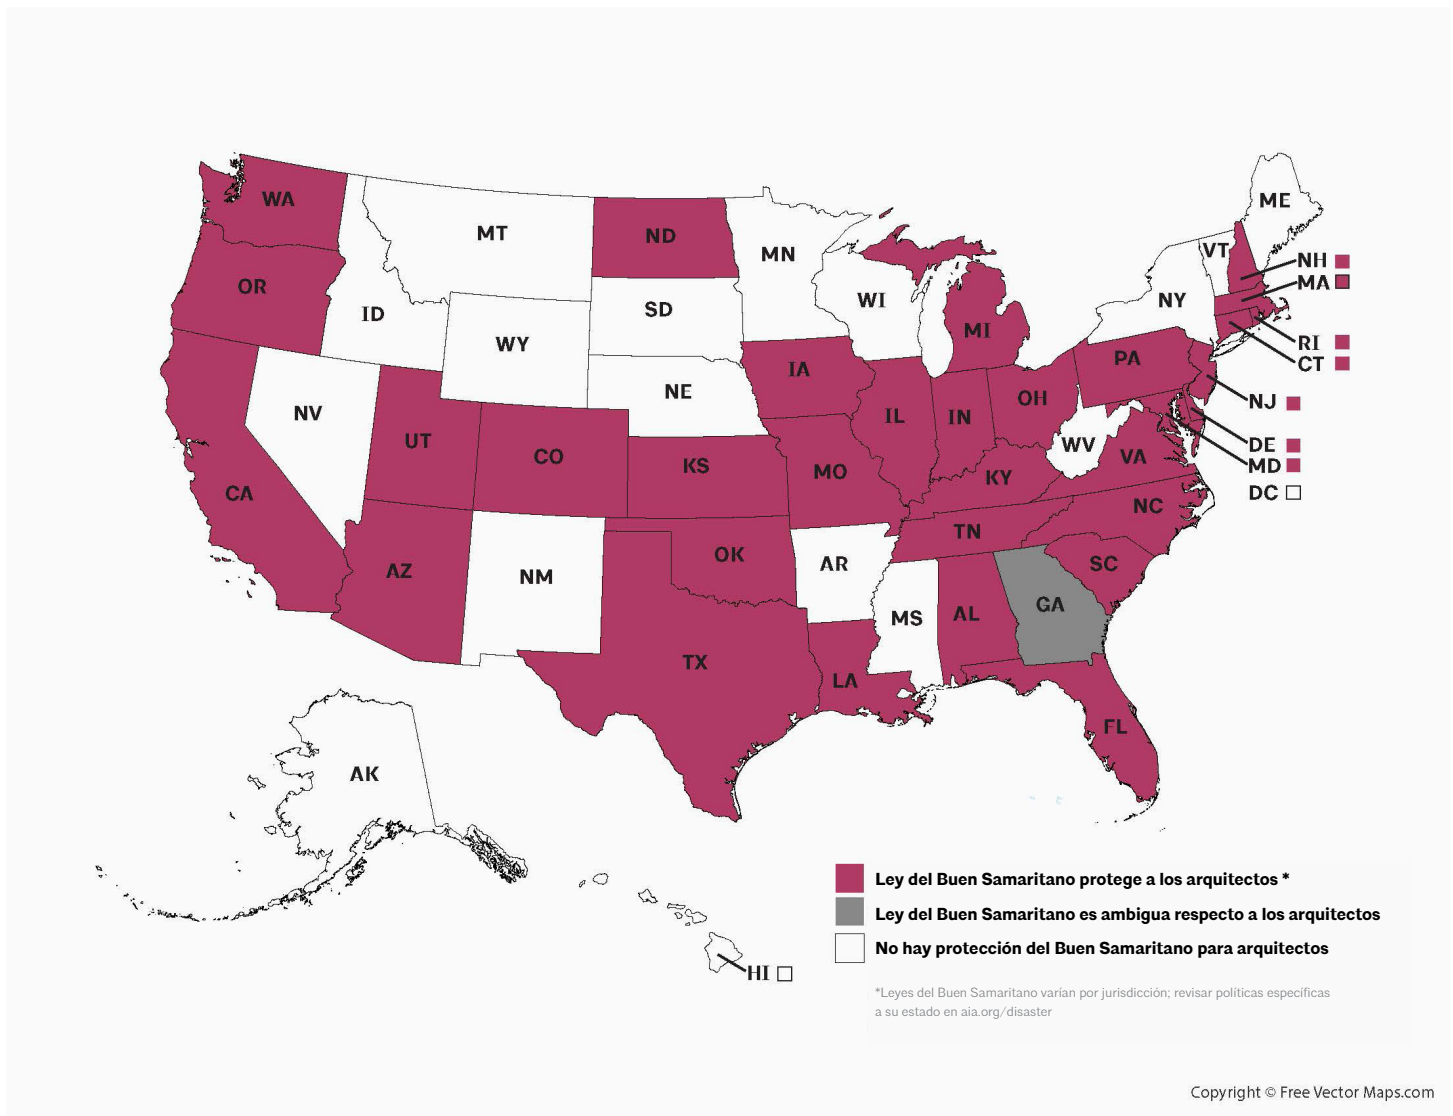 WA
MT
ND
MN
ME
VT
NH
MA
OR
ID
SD
WI
NY
MI
WY
RI
CT
IA
PA
NE
NV
OH
NJ
IL
IN
UT
CO
KS
MO
WV
VA
DE
MD
DC
CA
KY
NC
TN
AZ
NM
OK
AR
SC
MS
AL
GA
TX
LA
FL
AK
HI
Ley del Buen Samaritano protege a los arquitectos *
Ley del Buen Samaritano es ambigua respecto a los arquitectos
No hay protección del Buen Samaritano para arquitectos
*Leyes del Buen Samaritano varían por jurisdicción; revisar políticas específicas
a su estado en aia.org/disaster
Copyright © Free Vector Maps.com